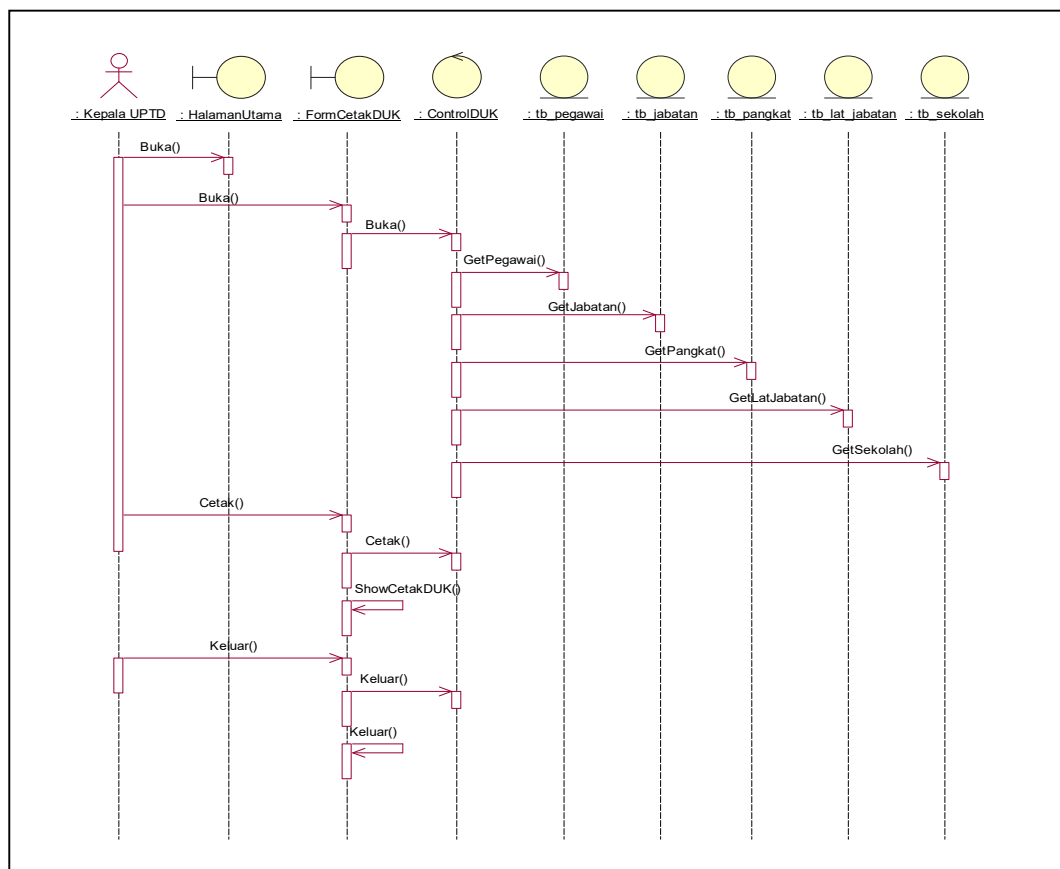 : Kepala UPTD
: HalamanUtama
: FormCetakDUK
: ControlDUK
: tb_pegawai
: tb_jabatan
: tb_pangkat
: tb_lat_jabatan
: tb_sekolah
Buka()
Buka()
Buka()
GetPegawai()
GetJabatan()
GetPangkat()
GetLatJabatan()
GetSekolah()
Cetak()
Cetak()
ShowCetakDUK()
Keluar()
Keluar()
Keluar()